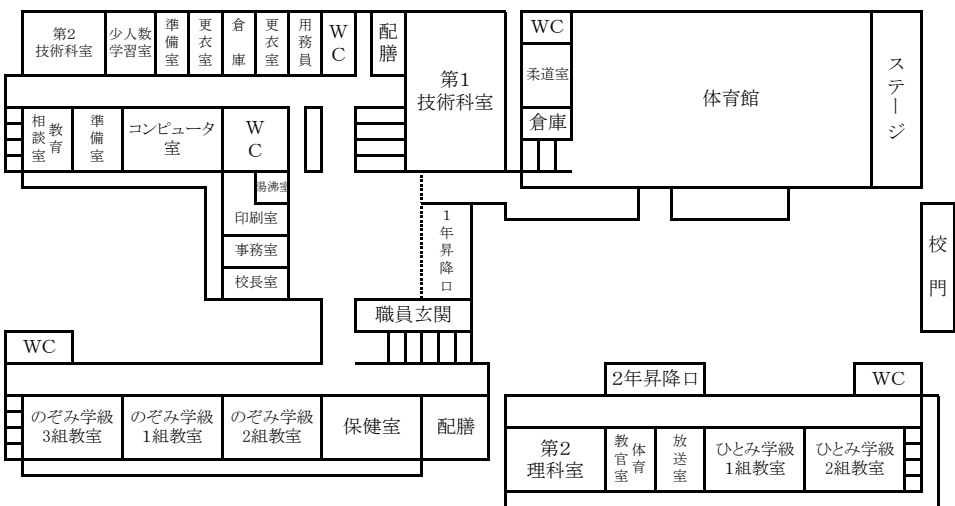 第2
技術科室
少人数
学習室
準備室
更衣室
倉庫
更衣室
用務員
WC
配膳
第1
技術科室
WC
柔道室
倉庫
体育館
ステージ
教育
相談室
準備室
コンピュータ
室
WC
湯沸室
印刷室
事務室
校長室
1年昇降口
職員玄関
校門
WC
のぞみ学級
3組教室
のぞみ学級
1組教室
のぞみ学級
2組教室
保健室
配膳
2年昇降口
WC
第2
理科室
体育
教官室
放送室
ひとみ学級
1組教室
ひとみ学級
2組教室